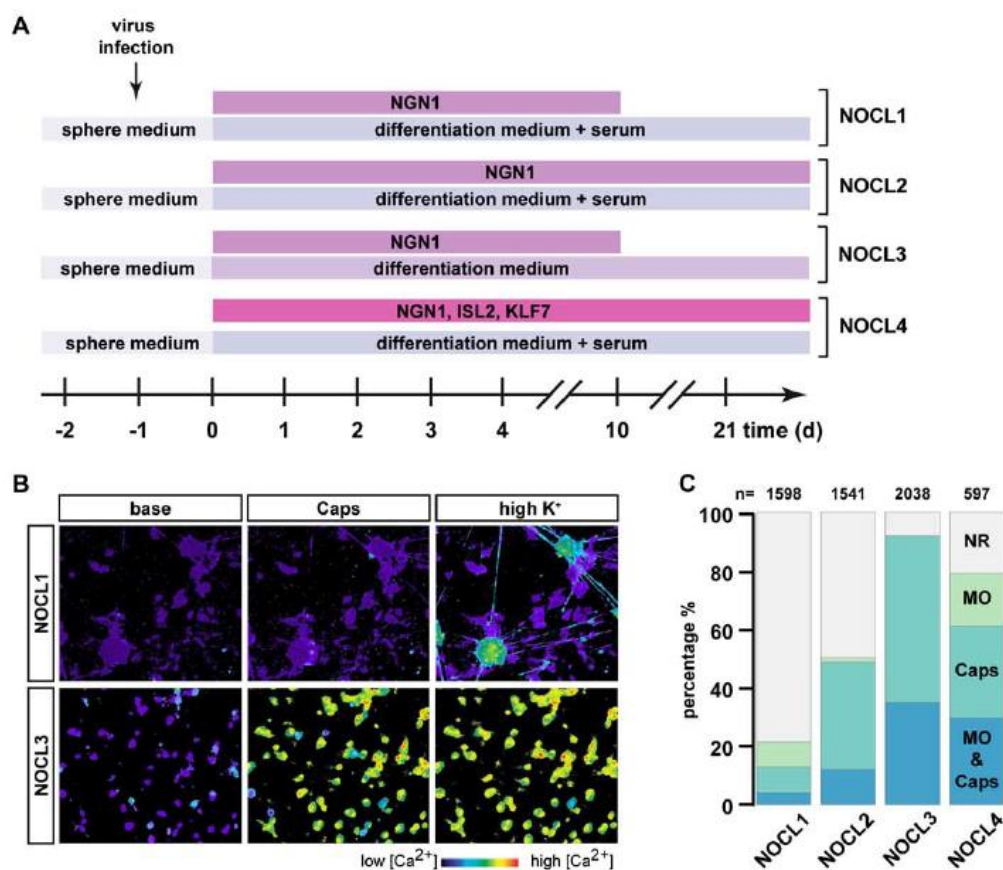 A
virus
infection
NGN1
sphere medium differentiation medium + serum
NOCL1
NGN1
sphere medium differentiation medium + serum
NOCL2
NGN1
sphere medium differentiation medium
NOCL3
NGN1, ISL2, KLF7
sphere medium differentiation medium + serum
NOCL4
-2 -1 0 1 2 3 4 10 21 time (d)
B
base Caps high K⁺
NOCL1
NOCL3
low [Ca²⁺] high [Ca²⁺]
C
n= 1598 1541 2038 597
percentage %
100
80
60
40
20
0
NR
MO
Caps
MO
&
Caps
NOCL1 NOCL2 NOCL3 NOCL4